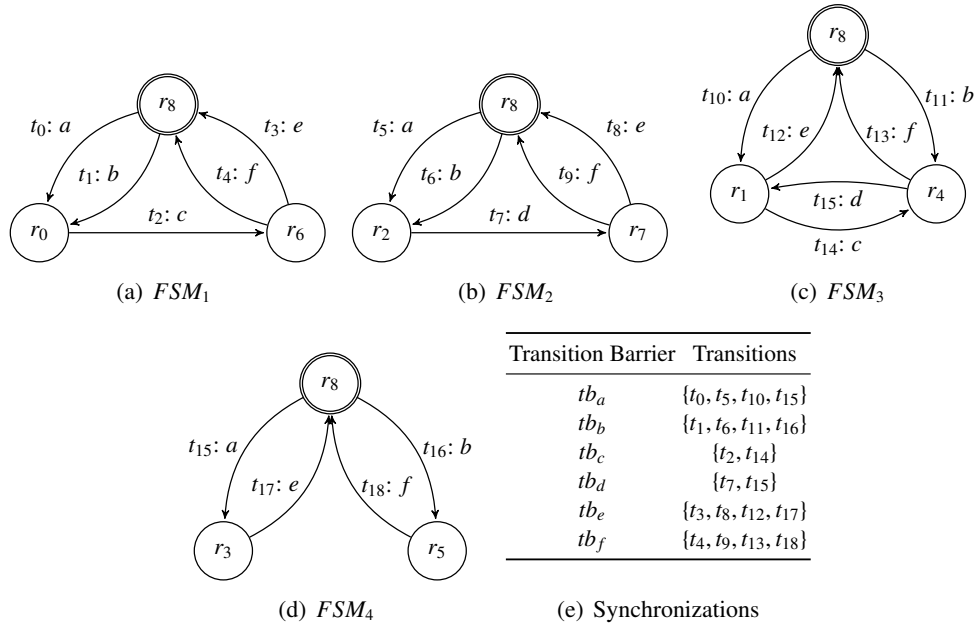 r8
t0: a
t1: b
t4: f
t3: e
r0
t2: c
r6
(a) FSM1
r8
t5: a
t6: b
t9: f
t8: e
r2
t7: d
r7
(b) FSM2
r8
t10: a
t11: b
t12: e
t13: f
r1
t15: d
r4
t14: c
(c) FSM3
r8
t15: a
t16: b
t17: e
t18: f
r3
r5
(d) FSM4
Transition Barrier Transitions
tba {t0, t5, t10, t15}
tbb {t1, t6, t11, t16}
tbc {t2, t14}
tbd {t7, t15}
tbe {t3, t8, t12, t17}
tbf {t4, t9, t13, t18}
(e) Synchronizations